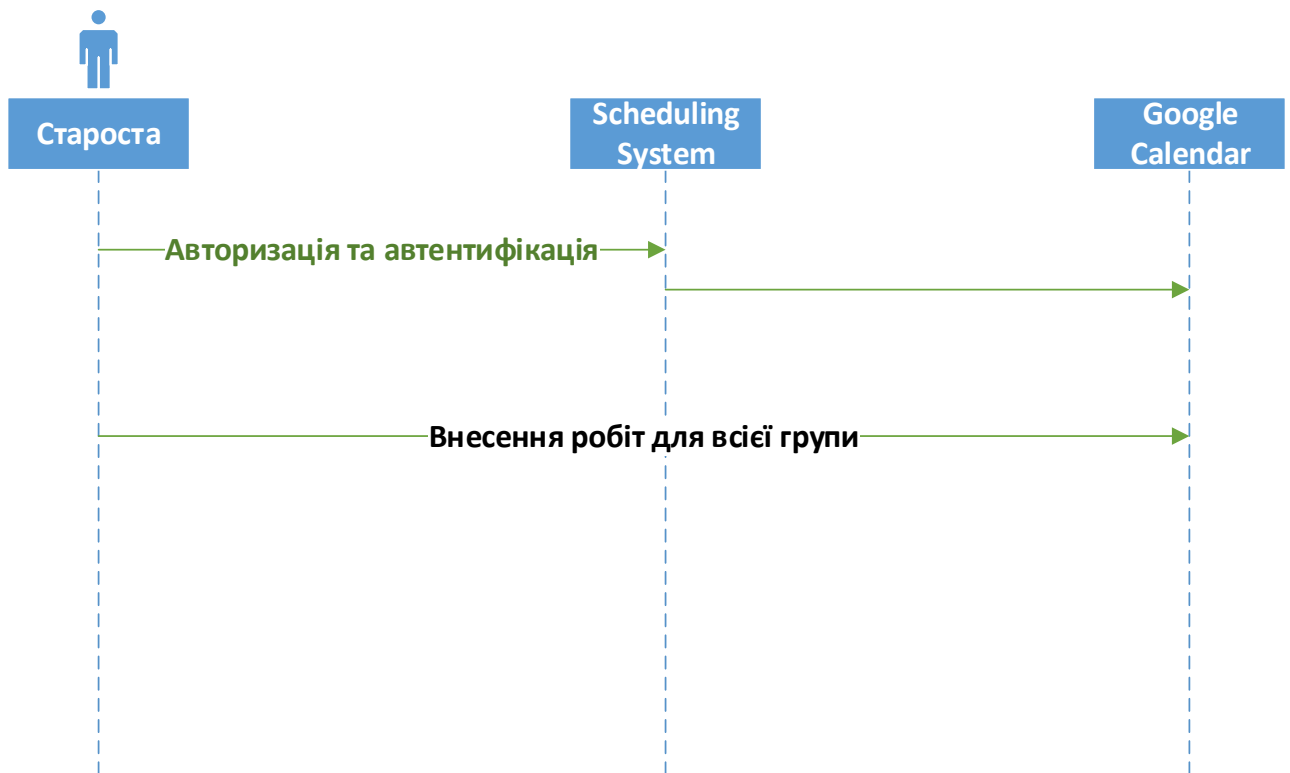 Староста
Scheduling
System
Google
Calendar
Авторизація та автентифікація
Внесення робіт для всієї групи